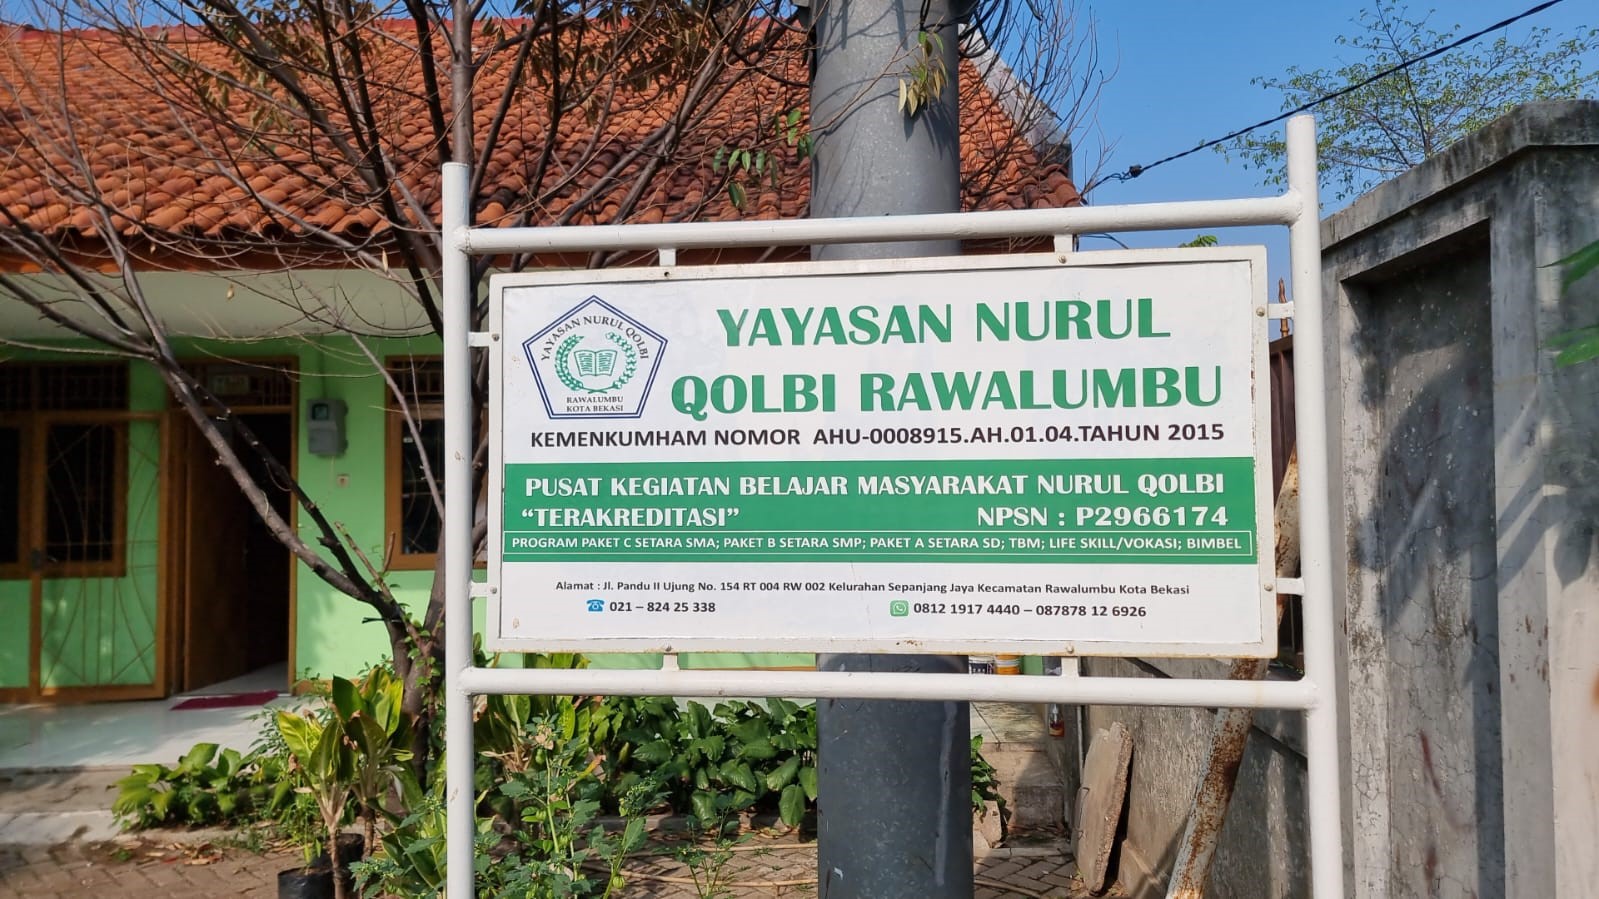 YAYASAN NURUL QOLBI
RAWALUMBU
KOTA BEKASI
YAYASAN NURUL
QOLBI RAWALUMBU
KEMENKUMHAM NOMOR AHU-0008915.AH.01.04.TAHUN 2015
PUSAT KEGIATAN BELAJAR MASYARAKAT NURUL QOLBI
“TERAKREDITASI” NPSN : P2966174
PROGRAM PAKET C SETARA SMA; PAKET B SETARA SMP; PAKET A SETARA SD; TBM; LIFE SKILL/VOKASI; BIMBEL
Alamat : Jl. Pandu II Ujung No. 154 RT 004 RW 002 Kelurahan Sepanjang Jaya Kecamatan Rawalumbu Kota Bekasi
021 – 824 25 338 0812 1917 4440 – 087878 12 6926